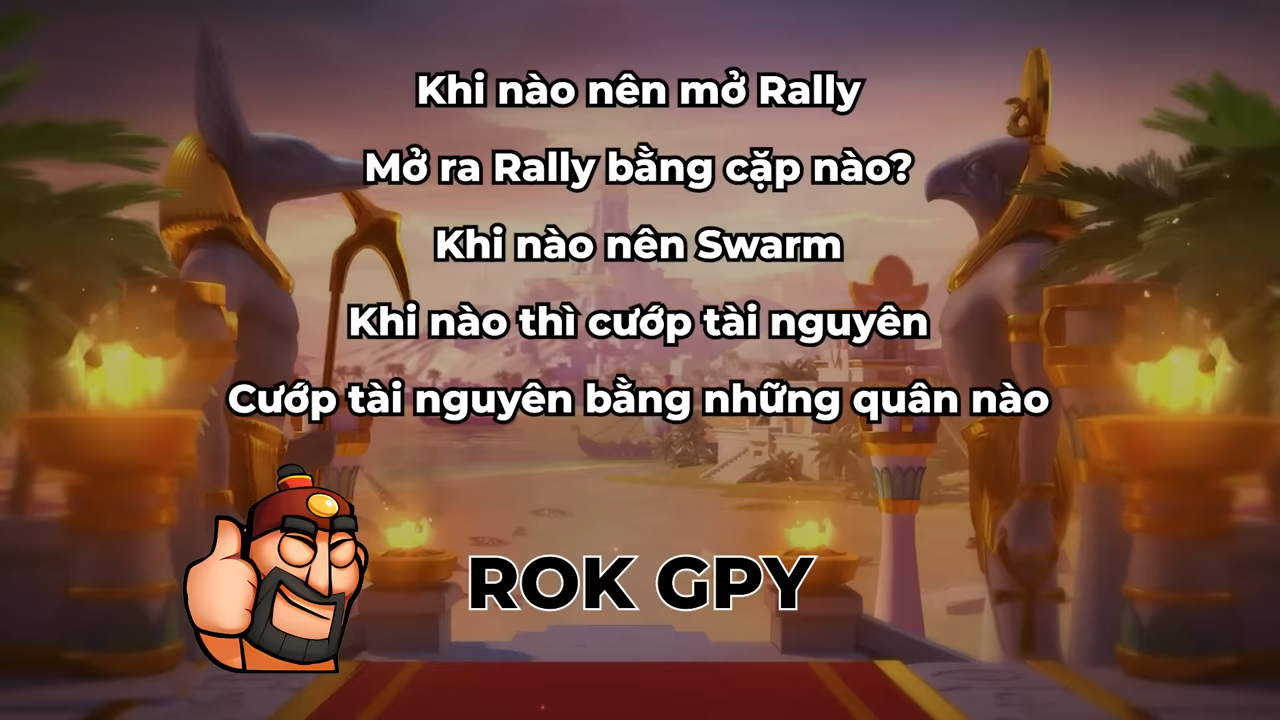 Khi nào nên mở Rally
Mở ra Rally bằng cặp nào?
Khi nào nên Swarm
Khi nào thì cướp tài nguyên
Cướp tài nguyên bằng những quân nào
ROK GPY